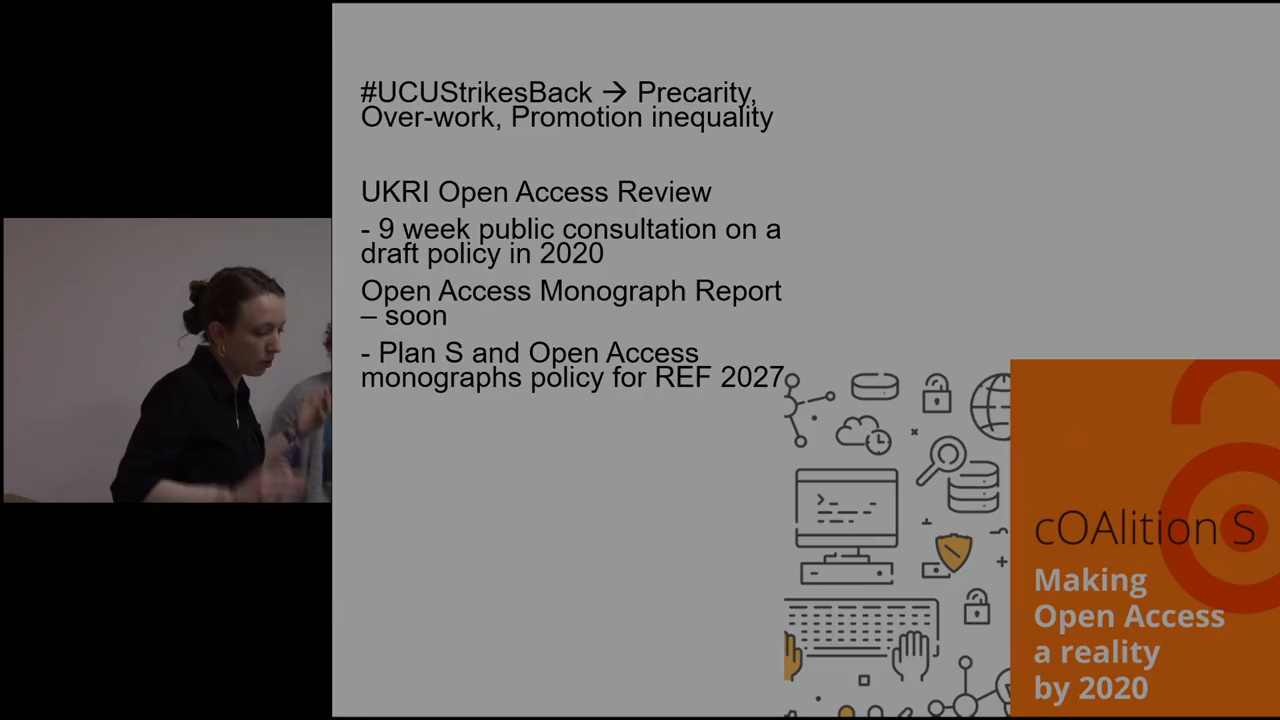 #UCUStrikesBack → Precarity,
Over-work, Promotion inequality
UKRI Open Access Review
- 9 week public consultation on a
draft policy in 2020
Open Access Monograph Report
– soon
- Plan S and Open Access
monographs policy for REF 2027
cOAlition S
Making
Open Access
a reality
by 2020